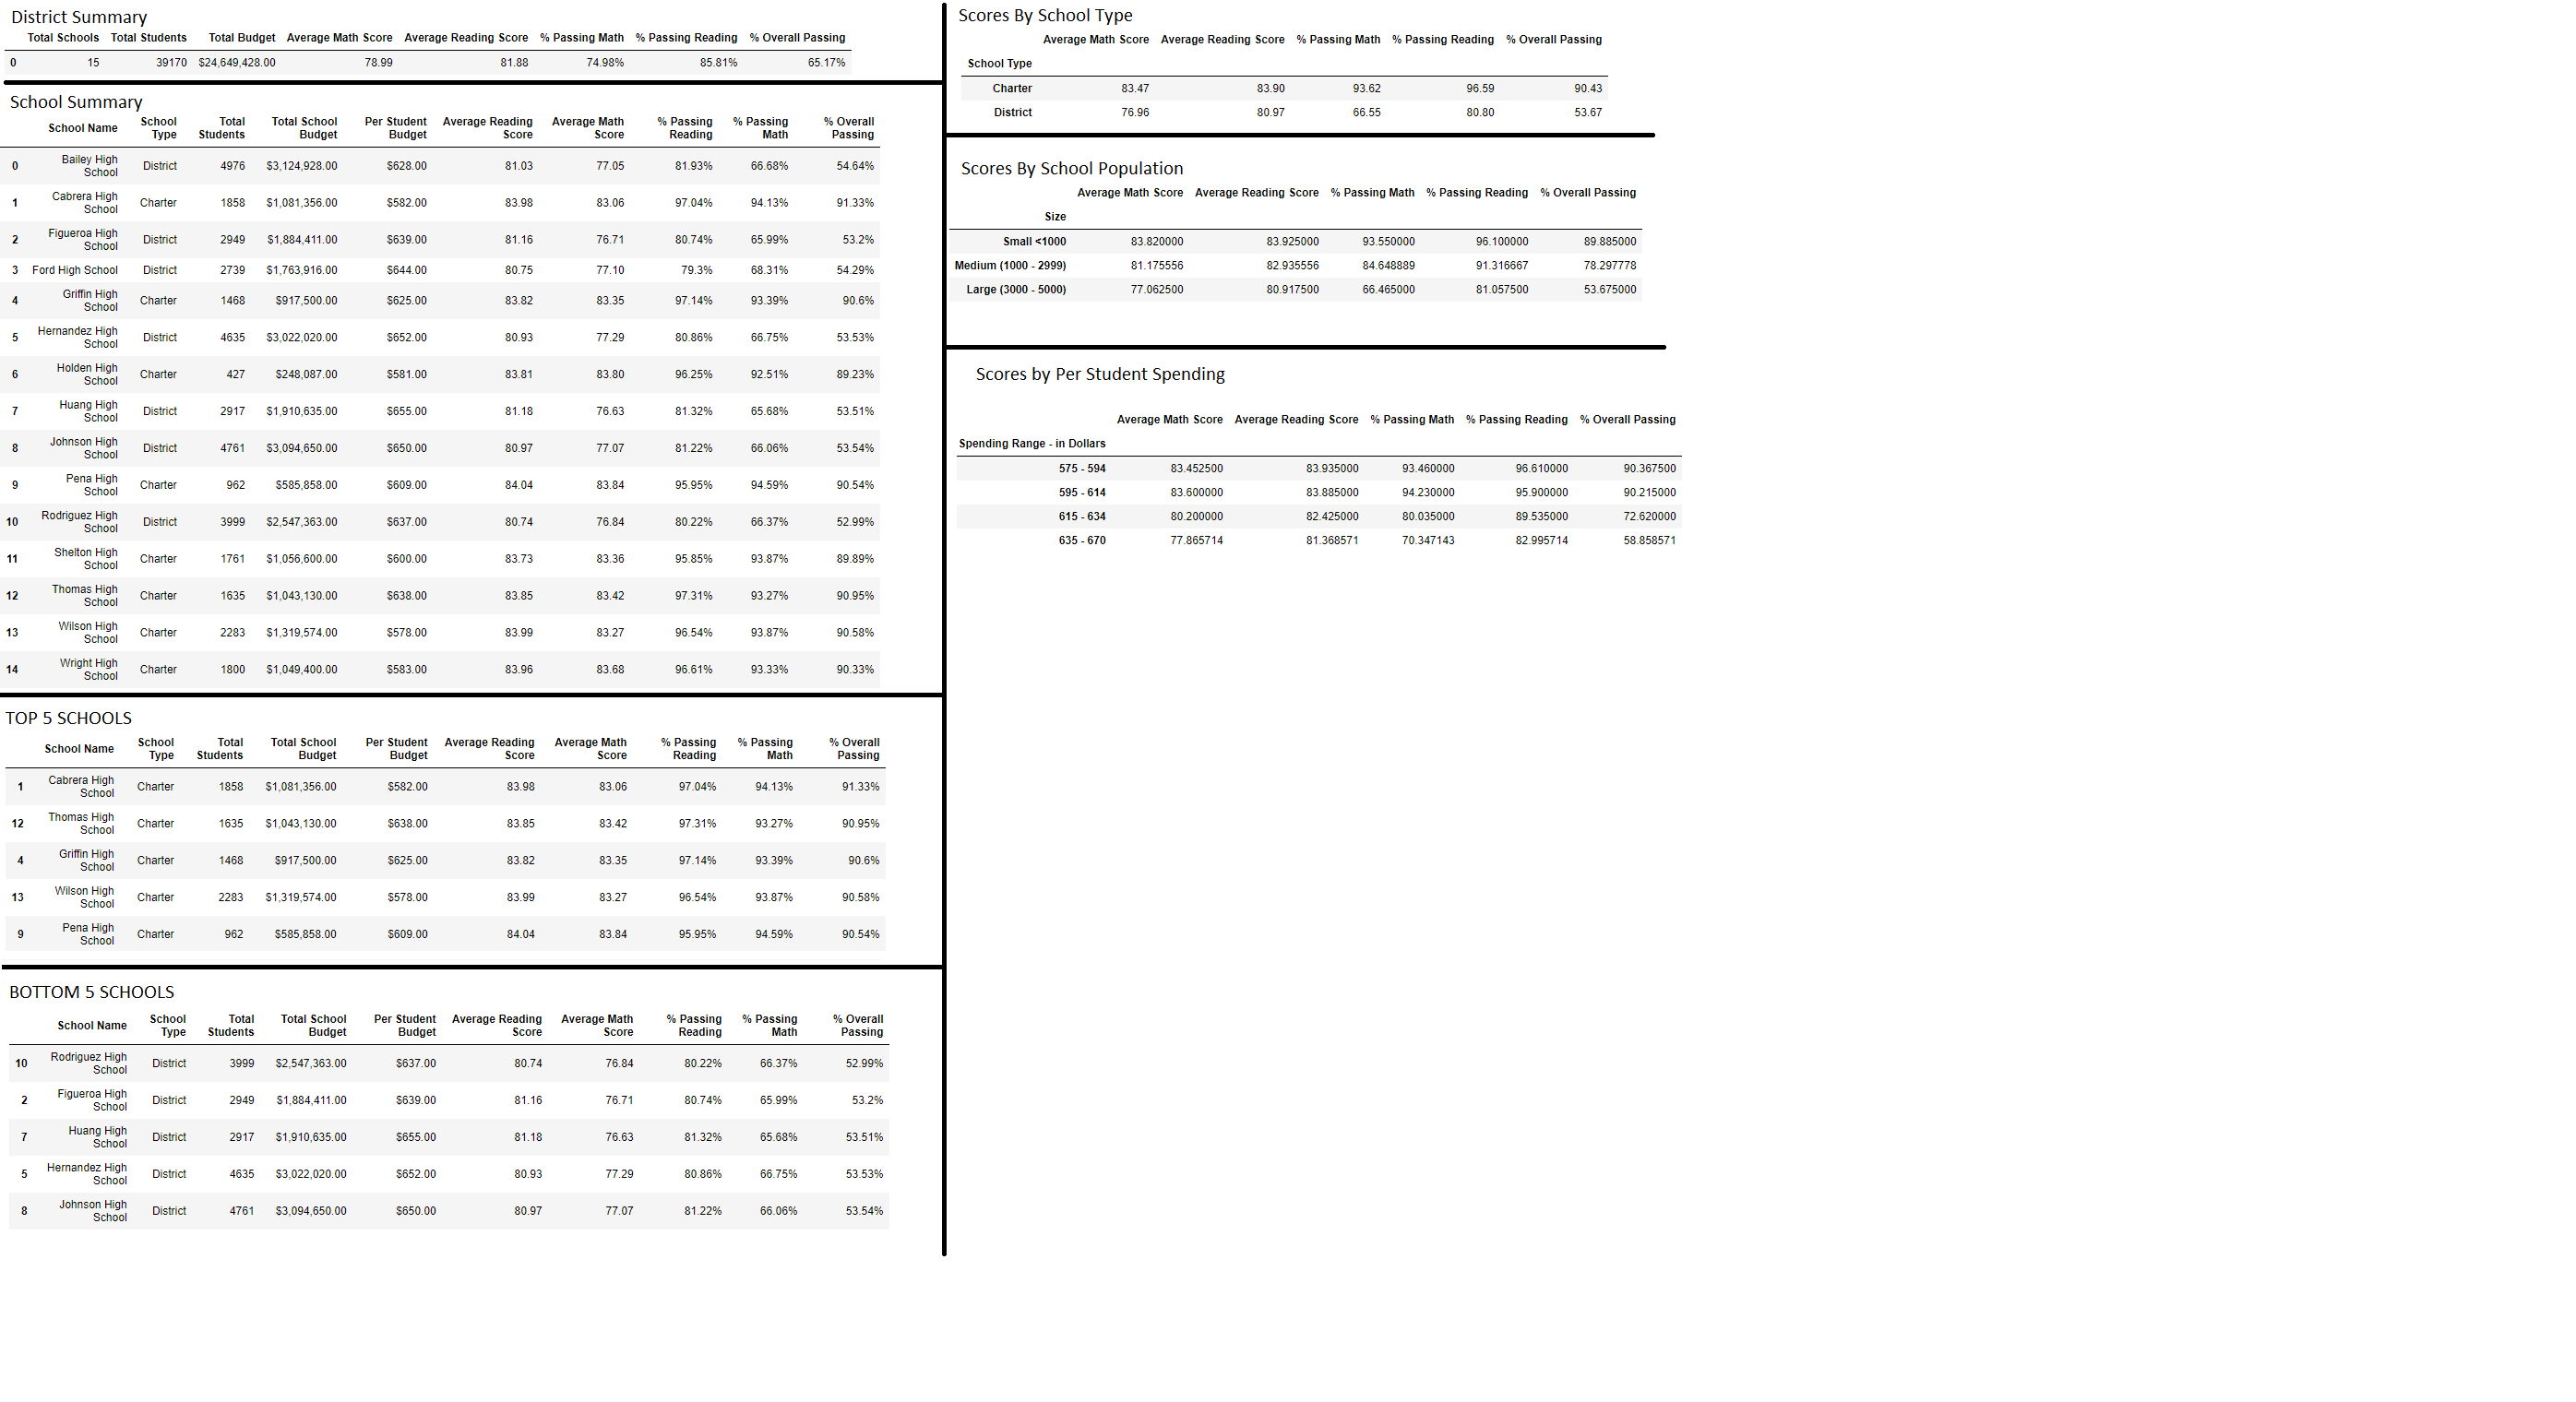 District Summary
Total Schools Total Students Total Budget Average Math Score Average Reading Score % Passing Math % Passing Reading % Overall Passing
0 15 39170 $24,649,428.00 78.99 81.88 74.98% 85.81% 65.17%
School Summary
School Name School Type Total Students Total School Budget Per Student Budget Average Reading Score Average Math Score % Passing Reading % Passing Math % Overall Passing
0 Bailey High School District 4976 $3,124,928.00 $628.00 81.03 77.05 81.93% 66.68% 54.64%
1 Cabrera High School Charter 1858 $1,081,356.00 $582.00 83.98 83.06 97.04% 94.13% 91.33%
2 Figueroa High School District 2949 $1,884,411.00 $639.00 81.16 76.71 80.74% 65.99% 53.2%
3 Ford High School District 2739 $1,763,916.00 $644.00 80.75 77.10 79.3% 68.31% 54.29%
4 Griffin High School Charter 1468 $917,500.00 $625.00 83.82 83.35 97.14% 93.39% 90.6%
5 Hernandez High School District 4635 $3,022,020.00 $652.00 80.93 77.29 80.86% 66.75% 53.53%
6 Holden High School Charter 427 $248,087.00 $581.00 83.81 83.80 96.25% 92.51% 89.23%
7 Huang High School District 2917 $1,910,635.00 $655.00 81.18 76.63 81.32% 65.68% 53.51%
8 Johnson High School District 4761 $3,094,650.00 $650.00 80.97 77.07 81.22% 66.06% 53.54%
9 Pena High School Charter 962 $585,858.00 $609.00 84.04 83.84 95.95% 94.59% 90.54%
10 Rodriguez High School District 3999 $2,547,363.00 $637.00 80.74 76.84 80.22% 66.37% 52.99%
11 Shelton High School Charter 1761 $1,056,600.00 $600.00 83.73 83.36 95.85% 93.87% 89.89%
12 Thomas High School Charter 1635 $1,043,130.00 $638.00 83.85 83.42 97.31% 93.27% 90.95%
13 Wilson High School Charter 2283 $1,319,574.00 $578.00 83.99 83.27 96.54% 93.87% 90.58%
14 Wright High School Charter 1800 $1,049,400.00 $583.00 83.96 83.68 96.61% 93.33% 90.33%
TOP 5 SCHOOLS
School Name School Type Total Students Total School Budget Per Student Budget Average Reading Score Average Math Score % Passing Reading % Passing Math % Overall Passing
1 Cabrera High School Charter 1858 $1,081,356.00 $582.00 83.98 83.06 97.04% 94.13% 91.33%
12 Thomas High School Charter 1635 $1,043,130.00 $638.00 83.85 83.42 97.31% 93.27% 90.95%
4 Griffin High School Charter 1468 $917,500.00 $625.00 83.82 83.35 97.14% 93.39% 90.6%
13 Wilson High School Charter 2283 $1,319,574.00 $578.00 83.99 83.27 96.54% 93.87% 90.58%
9 Pena High School Charter 962 $585,858.00 $609.00 84.04 83.84 95.95% 94.59% 90.54%
BOTTOM 5 SCHOOLS
School Name School Type Total Students Total School Budget Per Student Budget Average Reading Score Average Math Score % Passing Reading % Passing Math % Overall Passing
10 Rodriguez High School District 3999 $2,547,363.00 $637.00 80.74 76.84 80.22% 66.37% 52.99%
2 Figueroa High School District 2949 $1,884,411.00 $639.00 81.16 76.71 80.74% 65.99% 53.2%
7 Huang High School District 2917 $1,910,635.00 $655.00 81.18 76.63 81.32% 65.68% 53.51%
5 Hernandez High School District 4635 $3,022,020.00 $652.00 80.93 77.29 80.86% 66.75% 53.53%
8 Johnson High School District 4761 $3,094,650.00 $650.00 80.97 77.07 81.22% 66.06% 53.54%
Scores By School Type
Average Math Score Average Reading Score % Passing Math % Passing Reading % Overall Passing
School Type
Charter 83.47 83.90 93.62 96.59 90.43
District 76.96 80.97 66.55 80.80 53.67
Scores By School Population
Average Math Score Average Reading Score % Passing Math % Passing Reading % Overall Passing
Size
Small <1000 83.820000 83.925000 93.550000 96.100000 89.885000
Medium (1000 - 2999) 81.175556 82.935556 84.648889 91.316667 78.297778
Large (3000 - 5000) 77.062500 80.917500 66.465000 81.057500 53.675000
Scores by Per Student Spending
Average Math Score Average Reading Score % Passing Math % Passing Reading % Overall Passing
Spending Range - in Dollars
575 - 594 83.452500 83.935000 93.460000 96.610000 90.367500
595 - 614 83.600000 83.885000 94.230000 95.900000 90.215000
615 - 634 80.200000 82.425000 80.035000 89.535000 72.620000
635 - 670 77.865714 81.368571 70.347143 82.995714 58.858571